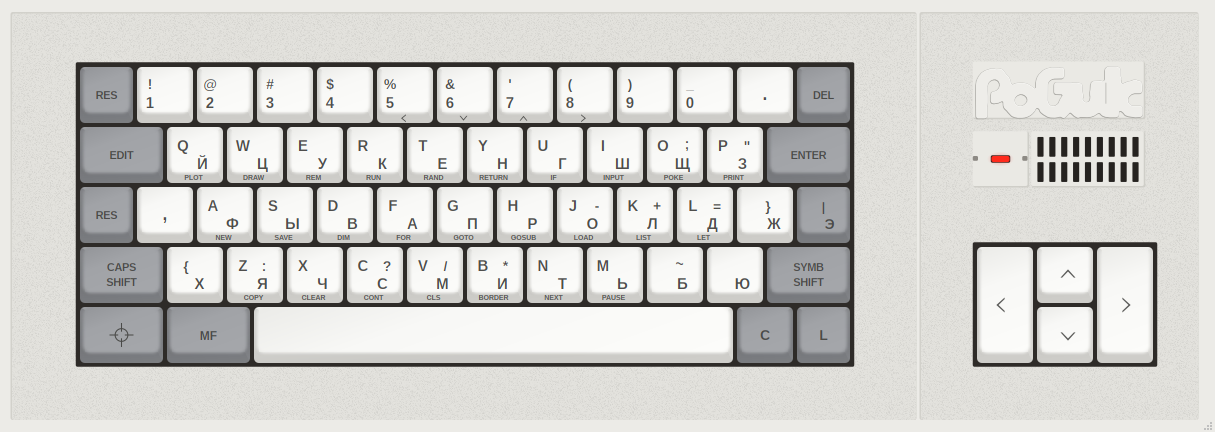 RES ! 1 @ 2 # 3 $ 4 % 5 & 6 ' 7 ( 8 ) 9 _ 0 . DEL
EDIT Q Й W Ц E У R К T Е Y Н U Г I Ш O ; Щ P " З ENTER
PLOT DRAW REM RUN RAND RETURN IF INPUT POKE PRINT
RES , A Ф S Ы D В F А G П H Р J - О K + Л L = Д } Ж | Э
NEW SAVE DIM FOR GOTO GOSUB LOAD LIST LET
CAPS SHIFT { Х Z : Я X Ч C ? С V / М B * И N Т M Ь ~ Б Ю SYMB SHIFT
COPY CLEAR CONT CLS BORDER NEXT PAUSE
MF C L